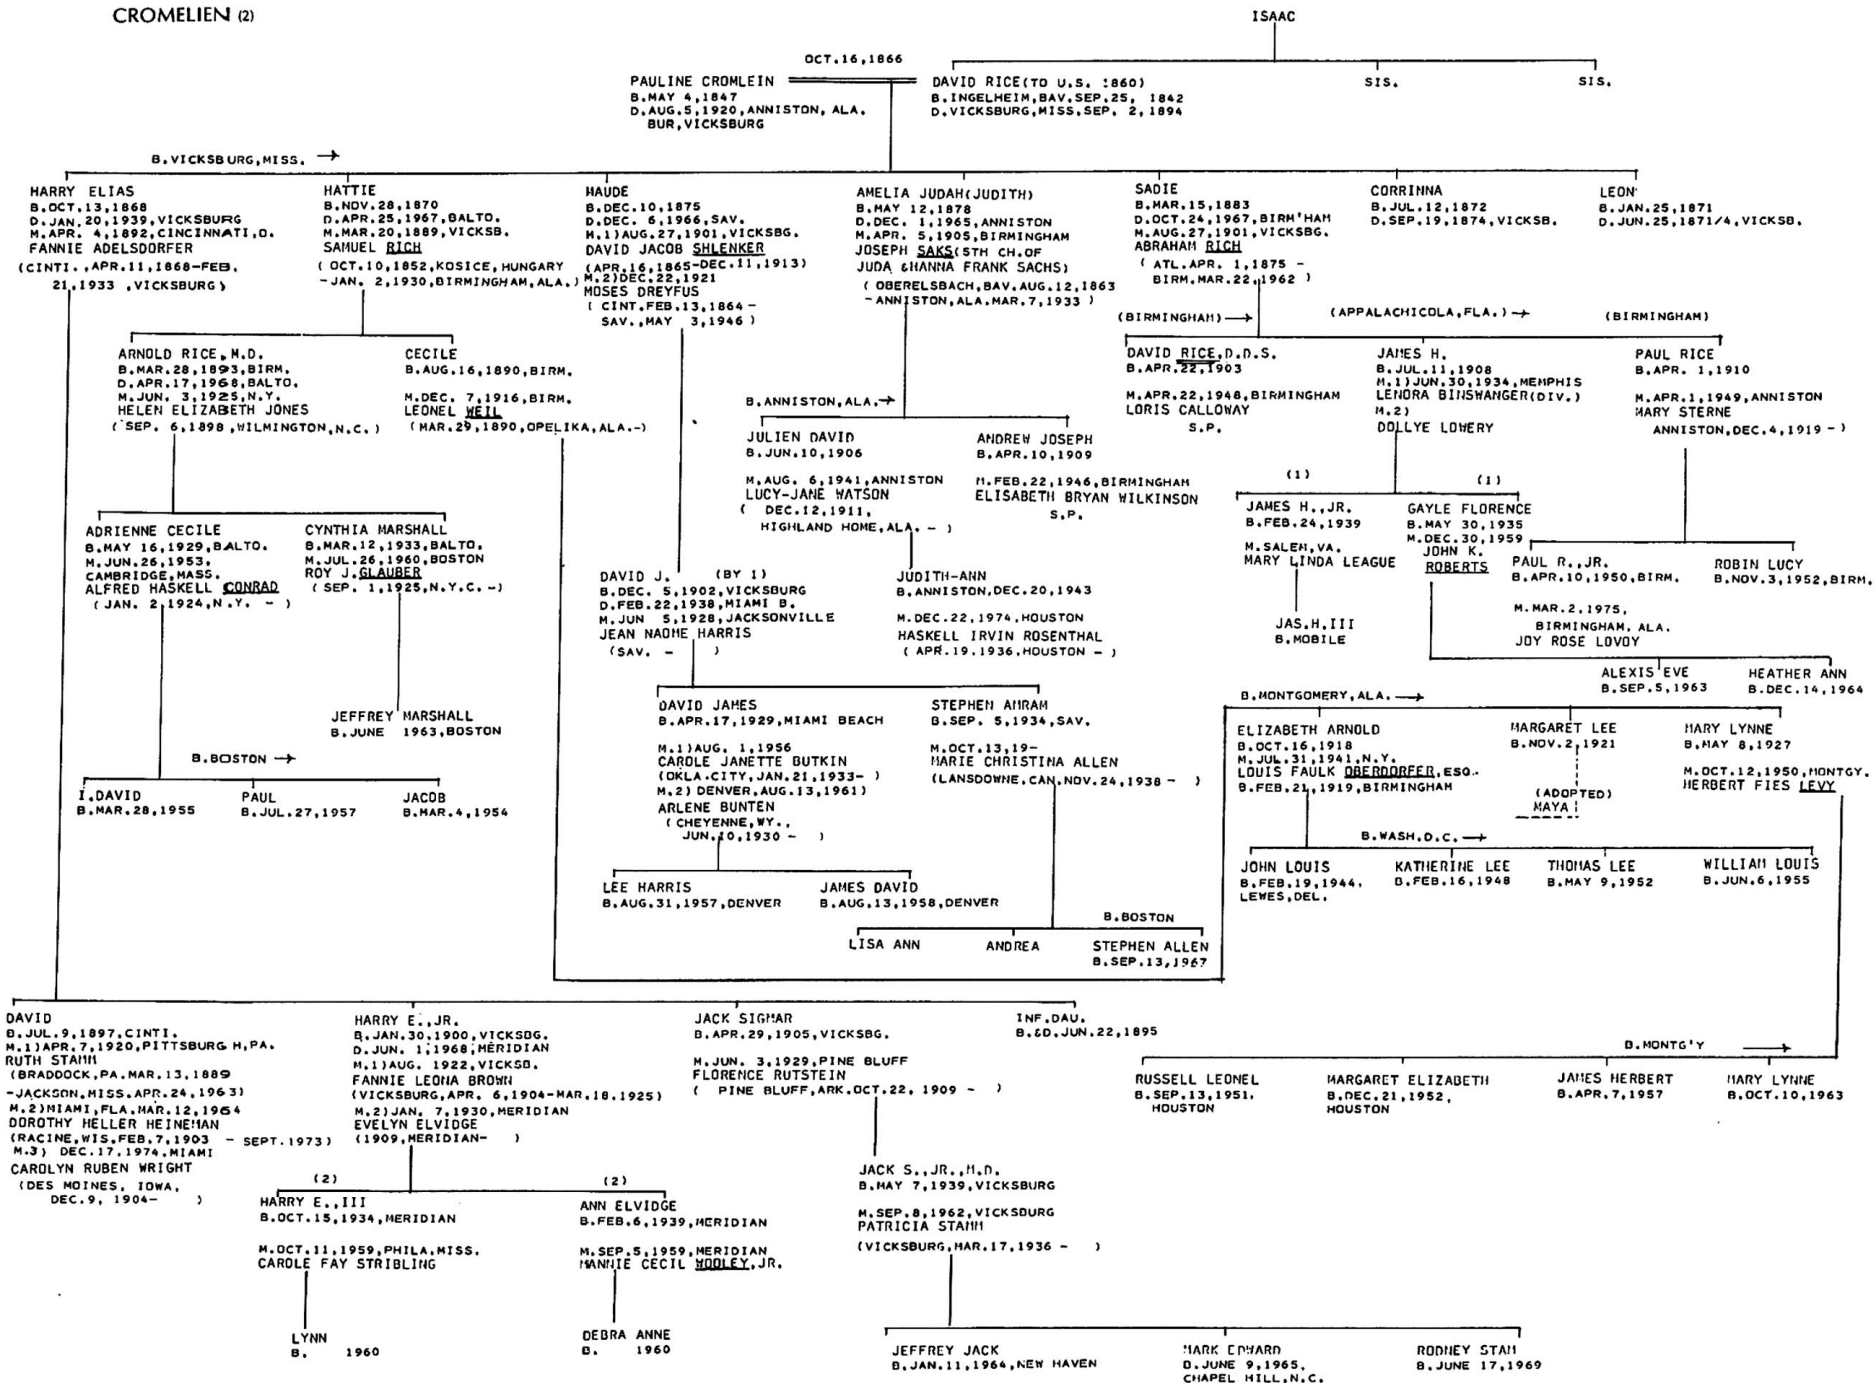 CROMELIEN (2)
ISAAC
OCT.16,1866
PAULINE CROMLEIN
B.MAY 4,1847
D.AUG.5,1920,ANNISTON, ALA.
BUR,VICKSBURG
DAVID RICE(TO U.S. 1860)
B.INGELHEIM,BAV.SEP.25, 1842
D.VICKSBURG,MISS,SEP. 2,1894
SIS.
SIS.
B.VICKSBURG,MISS. →
HARRY ELIAS
B.OCT.13,1868
D.JAN.20,1939,VICKSBURG
M.APR. 4,1892,CINCINNATI,O.
FANNIE ADELSDORFER
(CINTI.,APR.11,1868-FEB.
21,1933 ,VICKSBURG)
HATTIE
B.NOV.28,1870
D.APR.25,1967,BALTO.
M.MAR.20,1889,VICKSB.
SAMUEL RICH
( OCT.10,1852,KOSICE,HUNGARY
-JAN. 2,1930,BIRMINGHAM,ALA.)
MAUDE
B.DEC.10,1875
D.DEC. 6,1966,SAV.
M.1)AUG.27,1901,VICKSBG.
DAVID JACOB SHLENKER
(APR.16,1865-DEC.11,1913)
M.2)DEC.22,1921
MOSES DREYFUS
( CINT.FEB.13,1864 -
SAV.,MAY 3,1946 )
AMELIA JUDAH(JUDITH)
B.MAY 12,1878
D.DEC. 1,1965,ANNISTON
M.APR. 5,1905,BIRMINGHAM
JOSEPH SAKS(5TH CH.OF
JUDA &HANNA FRANK SACHS)
( OBERELSBACH,BAV.AUG.12,1863
-ANNISTON,ALA.MAR.7,1933 )
SADIE
B.MAR.15,1883
D.OCT.24,1967,BIRM'HAM
M.AUG.27,1901,VICKSBG.
ABRAHAM RICH
( ATL.APR. 1,1875 -
BIRM.MAR.22,1962 )
CORRINNA
B.JUL.12,1872
D.SEP.19,1874,VICKSB.
LEON
B.JAN.25,1871
D.JUN.25,1871/4,VICKSB.
(BIRMINGHAM) →
(APPALACHICOLA,FLA.) →
(BIRMINGHAM)
ARNOLD RICE,M.D.
B.MAR.28,1893,BIRM.
D.APR.17,1968,BALTO.
M.JUN. 3,1925,N.Y.
HELEN ELIZABETH JONES
( SEP. 6,1898,WILMINGTON,N.C.)
CECILE
B.AUG.16,1890,BIRM.
M.DEC. 7,1916,BIRM.
LEONEL WEIL
(MAR.29,1890,OPELIKA,ALA.-)
DAVID RICE,D.D.S.
B.APR.22,1903
M.APR.22,1948,BIRMINGHAM
LORIS CALLOWAY
S.P.
JAMES H.
B.JUL.11,1908
M.1)JUN.30,1934,MEMPHIS
LENORA BINSWANGER(DIV.)
M.2)
DOLLYE LOWERY
PAUL RICE
B.APR. 1,1910
M.APR.1,1949,ANNISTON
MARY STERNE
ANNISTON,DEC.4,1919 - )
B.ANNISTON,ALA.→
JULIEN DAVID
B.JUN.10,1906
M.AUG. 6,1941,ANNISTON
LUCY-JANE WATSON
( DEC.12,1911,
HIGHLAND HOME,ALA. - )
ANDREW JOSEPH
B.APR.10,1909
M.FEB.22,1946,BIRMINGHAM
ELISABETH BRYAN WILKINSON
S.P.
(1)
(1)
JAMES H.,JR.
B.FEB.24,1939
M.SALEM,VA.
MARY LINDA LEAGUE
GAYLE FLORENCE
B.MAY 30,1935
M.DEC.30,1959
JOHN K.
ROBERTS
ADRIENNE CECILE
B.MAY 16,1929,BALTO.
M.JUN.26,1953,
CAMBRIDGE,MASS.
ALFRED HASKELL CONRAD
( JAN. 2,1924,N.Y. - )
CYNTHIA MARSHALL
B.MAR.12,1933,BALTO.
M.JUL.26,1960,BOSTON
ROY J.GLAUBER
( SEP. 1,1925,N.Y.C.-)
DAVID J. (BY 1)
B.DEC. 5,1902,VICKSBURG
D.FEB.22,1938,MIAMI B.
M.JUN 5,1928,JACKSONVILLE
JEAN NAOME HARRIS
(SAV. - )
JUDITH-ANN
B.ANNISTON,DEC.20,1943
M.DEC.22,1974,HOUSTON
HASKELL IRVIN ROSENTHAL
( APR.19,1936,HOUSTON - )
PAUL R.,JR.
B.APR.10,1950,BIRM.
M.MAR.2,1975,
BIRMINGHAM, ALA.
JOY ROSE LOVOY
ROBIN LUCY
B.NOV.3,1952,BIRM.
JAS.H.III
B.MOBILE
ALEXIS EVE
B.SEP.5,1963
HEATHER ANN
B.DEC.14,1964
B.MONTGOMERY,ALA. →
JEFFREY MARSHALL
B.JUNE 1963,BOSTON
DAVID JAMES
B.APR.17,1929,MIAMI BEACH
M.1)AUG. 1,1956
CAROLE JANETTE BUTKIN
(OKLA.CITY,JAN.21,1933- )
M.2) DENVER,AUG.13,1961)
ARLENE BUNTEN
( CHEYENNE,WY.,
JUN.10,1930 - )
STEPHEN AMRAM
B.SEP. 5,1934,SAV.
M.OCT.13,19-
MARIE CHRISTINA ALLEN
(LANSDOWNE,CAN,NOV.24,1938 - )
ELIZABETH ARNOLD
B.OCT.16,1918
M.JUL.31,1941,N.Y.
LOUIS FAULK OBERDORFER,ESQ.
B.FEB.21,1919,BIRMINGHAM
MARGARET LEE
B.NOV.2,1921
(ADOPTED)
MAYA
MARY LYNNE
B.MAY 8,1927
M.OCT.12,1950,MONTGY.
HERBERT FIES LEVY
B.BOSTON →
I.DAVID
B.MAR.28,1955
PAUL
B.JUL.27,1957
JACOB
B.MAR.4,1954
B.WASH.D.C. →
JOHN LOUIS
B.FEB.19,1944,
LEWES,DEL.
KATHERINE LEE
B.FEB.16,1948
THOMAS LEE
B.MAY 9,1952
WILLIAM LOUIS
B.JUN.6,1955
LEE HARRIS
B.AUG.31,1957,DENVER
JAMES DAVID
B.AUG.13,1958,DENVER
B.BOSTON
LISA ANN
ANDREA
STEPHEN ALLEN
B.SEP.13,1967
DAVID
B.JUL.9,1897,CINTI.
M.1)APR.7,1920,PITTSBURG H,PA.
RUTH STAMM
(BRADDOCK,PA.MAR.13,1889
-JACKSON,MISS.APR.24,1963)
M.2)MIAMI,FLA.MAR.12,1964
DOROTHY HELLER HEINEMAN
(RACINE,WIS.FEB.7,1903 - SEPT.1973)
M.3) DEC.17,1974,MIAMI
CAROLYN RUBEN WRIGHT
(DES MOINES, IOWA,
DEC.9, 1904- )
HARRY E.,JR.
B.JAN.30,1900,VICKSBG.
D.JUN. 1,1968,MERIDIAN
M.1)AUG. 1922,VICKSB.
FANNIE LEONA BROWN
(VICKSBURG,APR. 6,1904-MAR.18,1925)
M.2)JAN. 7,1930,MERIDIAN
EVELYN ELVIDGE
(1909,MERIDIAN- )
JACK SIGMAR
B.APR.29,1905,VICKSBG.
M.JUN. 3,1929,PINE BLUFF
FLORENCE RUTSTEIN
( PINE BLUFF,ARK.OCT.22, 1909 - )
INF.DAU.
B.&D.JUN.22,1895
B.MONTG'Y →
RUSSELL LEONEL
B.SEP.13,1951,
HOUSTON
MARGARET ELIZABETH
B.DEC.21,1952,
HOUSTON
JAMES HERBERT
B.APR.7,1957
MARY LYNNE
B.OCT.10,1963
(2)
(2)
HARRY E.,III
B.OCT.15,1934,MERIDIAN
M.OCT.11,1959,PHILA,MISS.
CAROLE FAY STRIBLING
ANN ELVIDGE
B.FEB.6,1939,MERIDIAN
M.SEP.5,1959,MERIDIAN
MANNIE CECIL WOOLEY,JR.
JACK S.,JR.,M.D.
B.MAY 7,1939,VICKSBURG
M.SEP.8,1962,VICKSBURG
PATRICIA STAMM
(VICKSBURG,MAR.17,1936 - )
LYNN
B. 1960
DEBRA ANNE
B. 1960
JEFFREY JACK
B.JAN.11,1964,NEW HAVEN
MARK EDWARD
B.JUNE 9,1965,
CHAPEL HILL,N.C.
RODNEY STAM
B.JUNE 17,1969